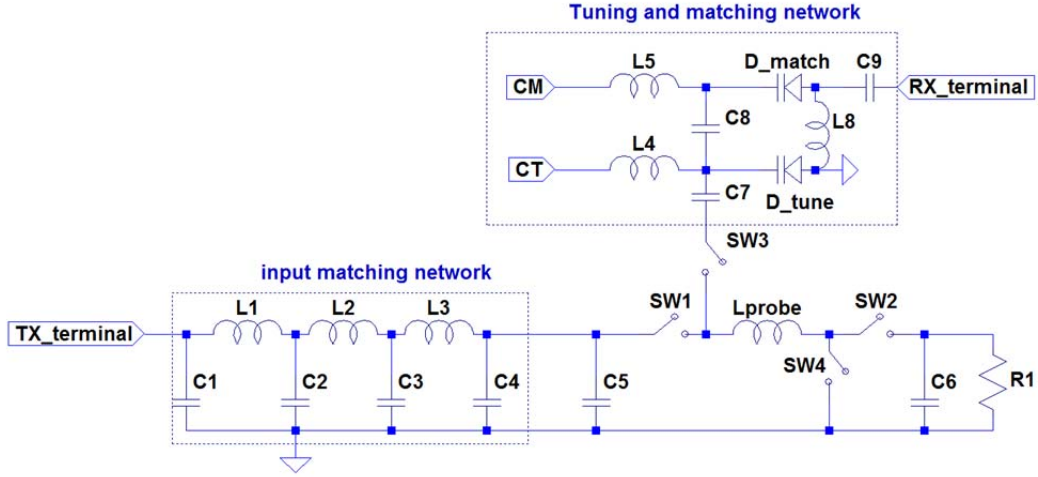 Tuning and matching network
L5
D_match
C9
CM
RX_terminal
C8
L8
L4
CT
C7
D_tune
SW3
input matching network
L1
L2
L3
SW1
Lprobe
SW2
TX_terminal
SW4
C1
C2
C3
C4
C5
C6
R1